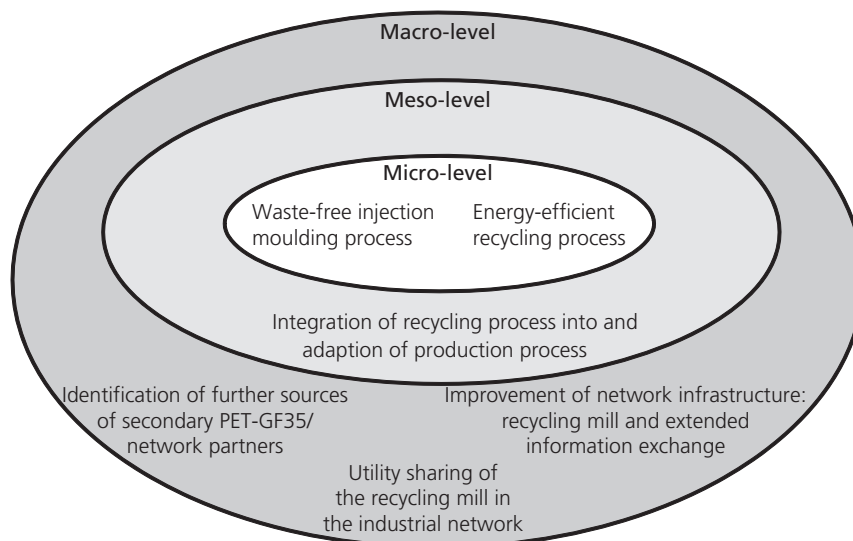 Macro-level
Meso-level
Micro-level
Waste-free injection
moulding process
Energy-efficient
recycling process
Integration of recycling process into and
adaption of production process
Identification of further sources
of secondary PET-GF35/
network partners
Improvement of network infrastructure:
recycling mill and extended
information exchange
Utility sharing of
the recycling mill in
the industrial network